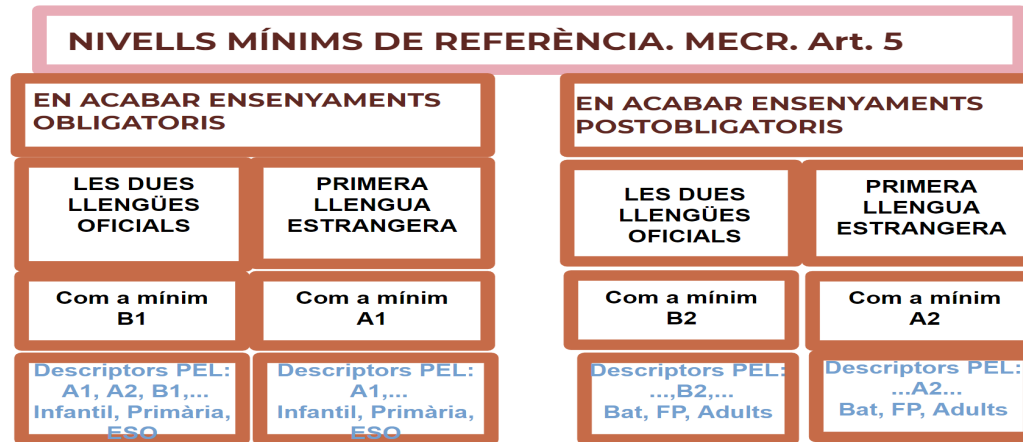 NIVELLS MÍNIMS DE REFERÈNCIA. MECR. Art. 5
EN ACABAR ENSENYAMENTS
OBLIGATORIS
LES DUES
LLENGÜES
OFICIALS
PRIMERA
LLENGUA
ESTRANGERA
Com a mínim
B1
Com a mínim
A1
Descriptors PEL:
A1, A2, B1,...
Infantil, Primària,
ESO
Descriptors PEL:
A1,...
Infantil, Primària,
ESO
EN ACABAR ENSENYAMENTS
POSTOBLIGATORIS
LES DUES
LLENGÜES
OFICIALS
PRIMERA
LLENGUA
ESTRANGERA
Com a mínim
B2
Com a mínim
A2
Descriptors PEL:
...,B2,...
Bat, FP, Adults
Descriptors PEL:
...A2...
Bat, FP, Adults